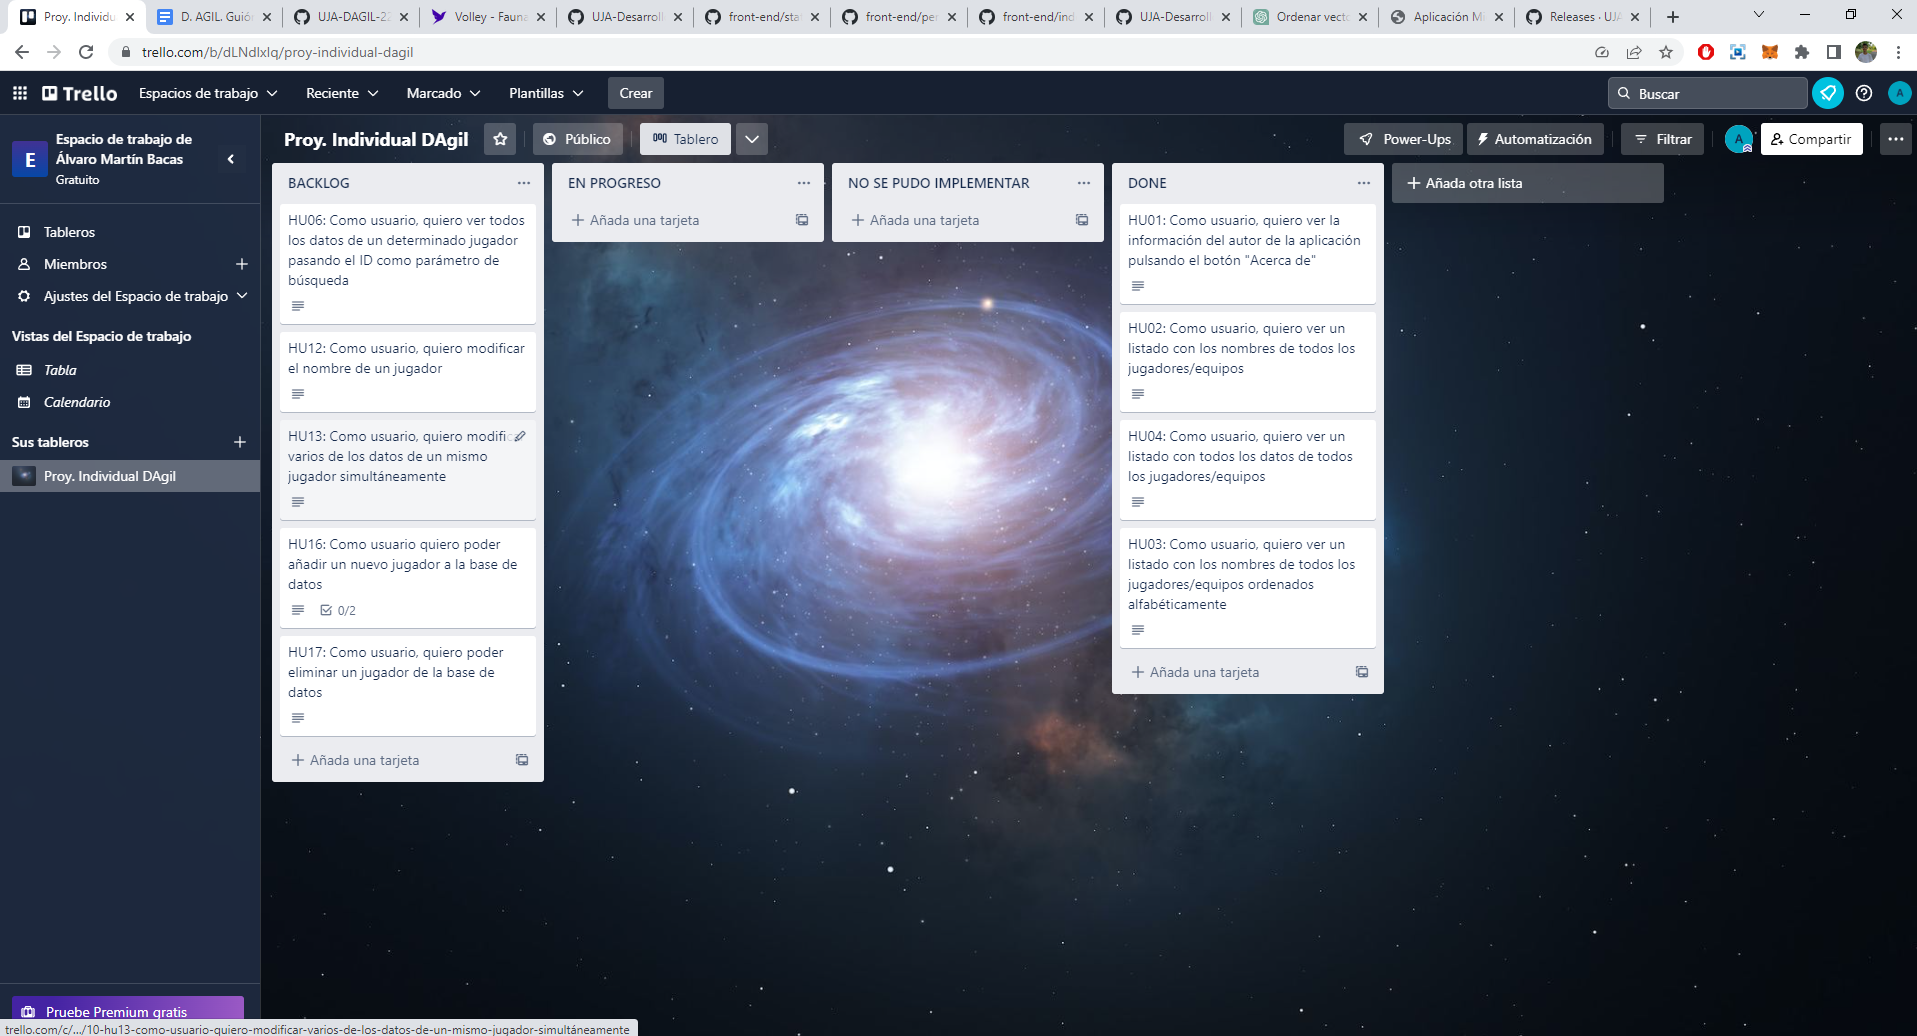 Proy. Individu
D. AGIL. Guió
UJA-DAGIL-22
Volley - Fauna
UJA-Desarroll
front-end/stat
front-end/per
front-end/ind
UJA-Desarroll
Ordenar vecto
Aplicación Mi
Releases · UJA
trello.com/b/dLNdlxlq/proy-individual-dagil
Trello
Espacios de trabajo
Reciente
Marcado
Plantillas
Crear
Buscar
A
E
Espacio de trabajo de
Álvaro Martín Bacas
Gratuito
Proy. Individual DAgil
Público
Tablero
Power-Ups
Automatización
Filtrar
A
Compartir
Tableros
Miembros
Ajustes del Espacio de trabajo
Vistas del Espacio de trabajo
Tabla
Calendario
Sus tableros
Proy. Individual DAgil
Pruebe Premium gratis
BACKLOG
HU06: Como usuario, quiero ver todos
los datos de un determinado jugador
pasando el ID como parámetro de
búsqueda
HU12: Como usuario, quiero modificar
el nombre de un jugador
HU13: Como usuario, quiero modific
varios de los datos de un mismo
jugador simultáneamente
HU16: Como usuario quiero poder
añadir un nuevo jugador a la base de
datos
0/2
HU17: Como usuario, quiero poder
eliminar un jugador de la base de
datos
Añada una tarjeta
EN PROGRESO
Añada una tarjeta
NO SE PUDO IMPLEMENTAR
Añada una tarjeta
DONE
HU01: Como usuario, quiero ver la
información del autor de la aplicación
pulsando el botón "Acerca de"
HU02: Como usuario, quiero ver un
listado con los nombres de todos los
jugadores/equipos
HU04: Como usuario, quiero ver un
listado con todos los datos de todos
los jugadores/equipos
HU03: Como usuario, quiero ver un
listado con los nombres de todos los
jugadores/equipos ordenados
alfabéticamente
Añada una tarjeta
Añada otra lista
trello.com/c/.../10-hu13-como-usuario-quiero-modificar-varios-de-los-datos-de-un-mismo-jugador-simultáneamente